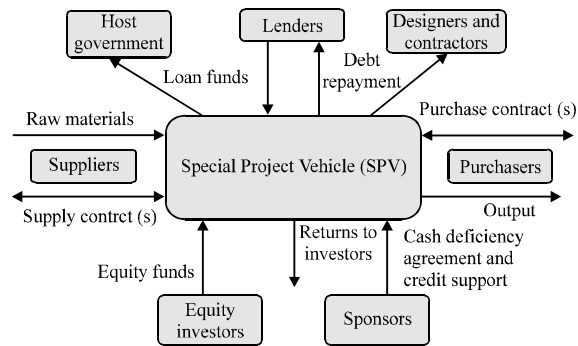 Host
government
Lenders
Designers and
contractors
Loan funds
Debt
repayment
Raw materials
Purchase contract (s)
Suppliers
Special Project Vehicle (SPV)
Purchasers
Supply contrct (s)
Output
Returns to
investors
Cash deficiency
agreement and
credit support
Equity funds
Equity
investors
Sponsors